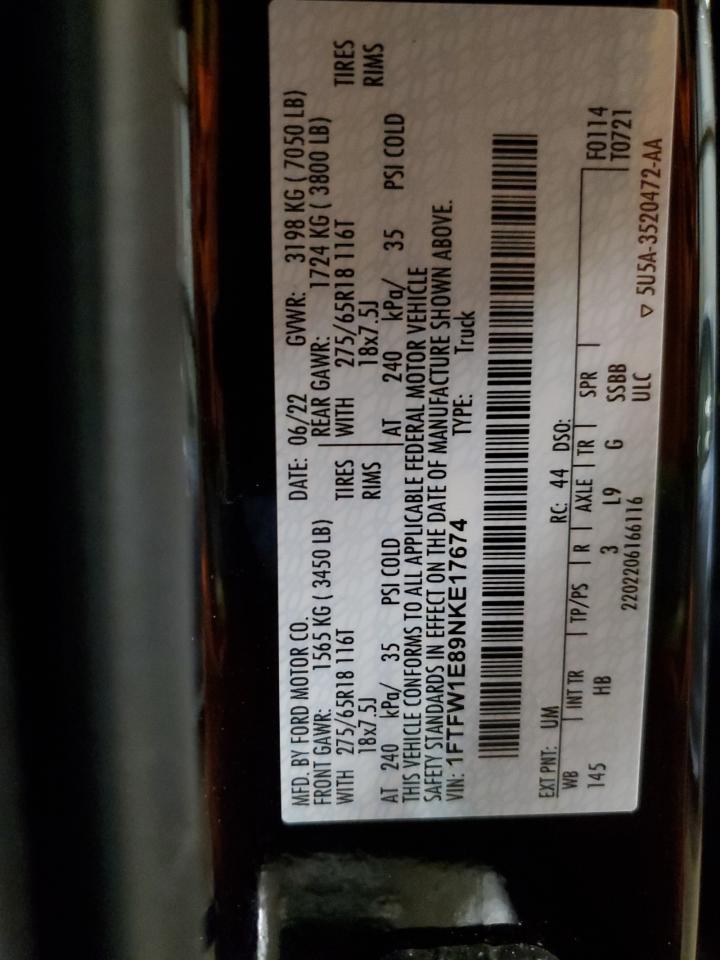 MFD. BY FORD MOTOR CO. DATE: 06/22 GVWR: 3198 KG ( 7050 LB)
FRONT GAWR: 1565 KG ( 3450 LB) REAR GAWR: 1724 KG ( 3800 LB)
WITH 275/65R18 116T TIRES WITH 275/65R18 116T TIRES
18x7.5J RIMS 18x7.5J RIMS
AT 240 kPa/ 35 PSI COLD AT 240 kPa/ 35 PSI COLD
THIS VEHICLE CONFORMS TO ALL APPLICABLE FEDERAL MOTOR VEHICLE
SAFETY STANDARDS IN EFFECT ON THE DATE OF MANUFACTURE SHOWN ABOVE.
VIN: 1FTFW1E89NKE17674 TYPE: Truck
EXT PNT: UM RC: 44 DSO:
WB INT TR TP/PS R AXLE TR SPR F0114
145 HB 3 L9 G SSBB T0721
2202206166116 ULC
▽ 5U5A-3520472-AA